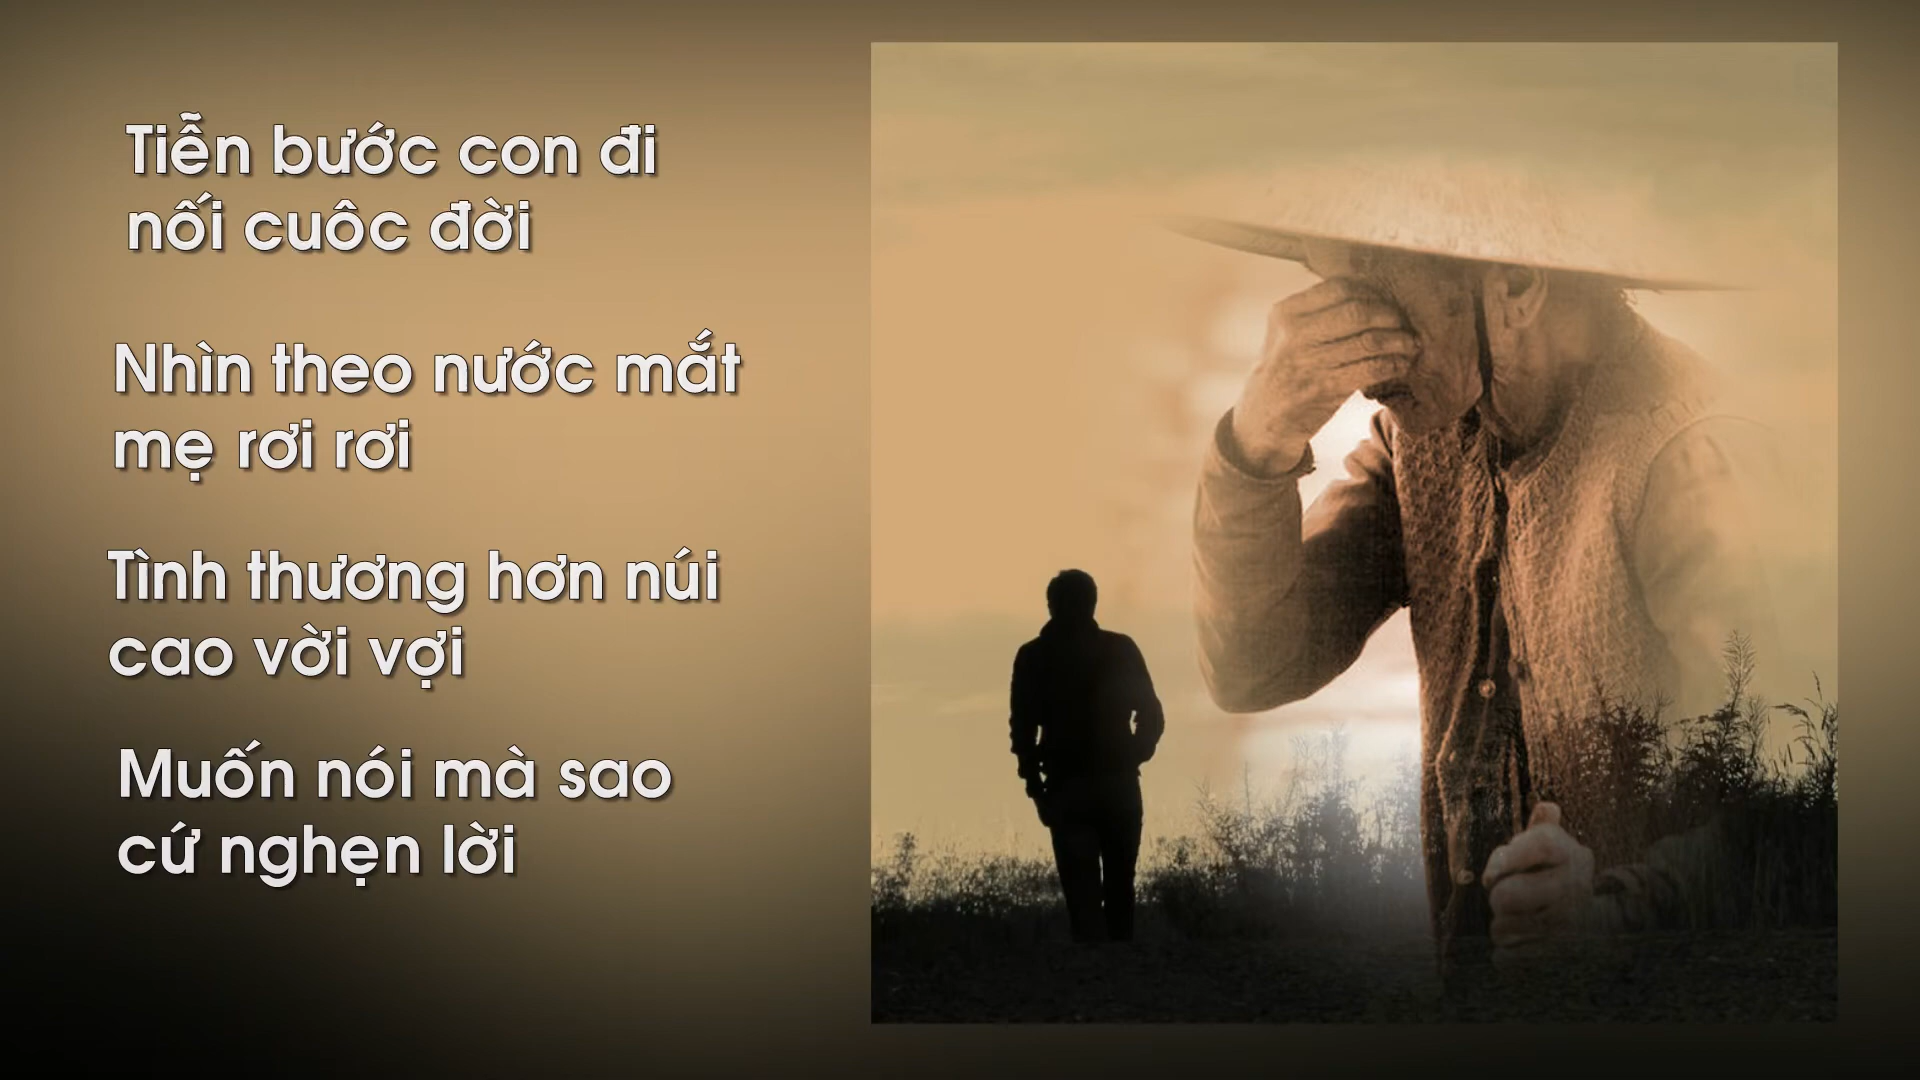 Tiễn bước con đi
nối cuôc đời
Nhìn theo nước mắt
mẹ rơi rơi
Tình thương hơn núi
cao vời vợi
Muốn nói mà sao
cứ nghẹn lời